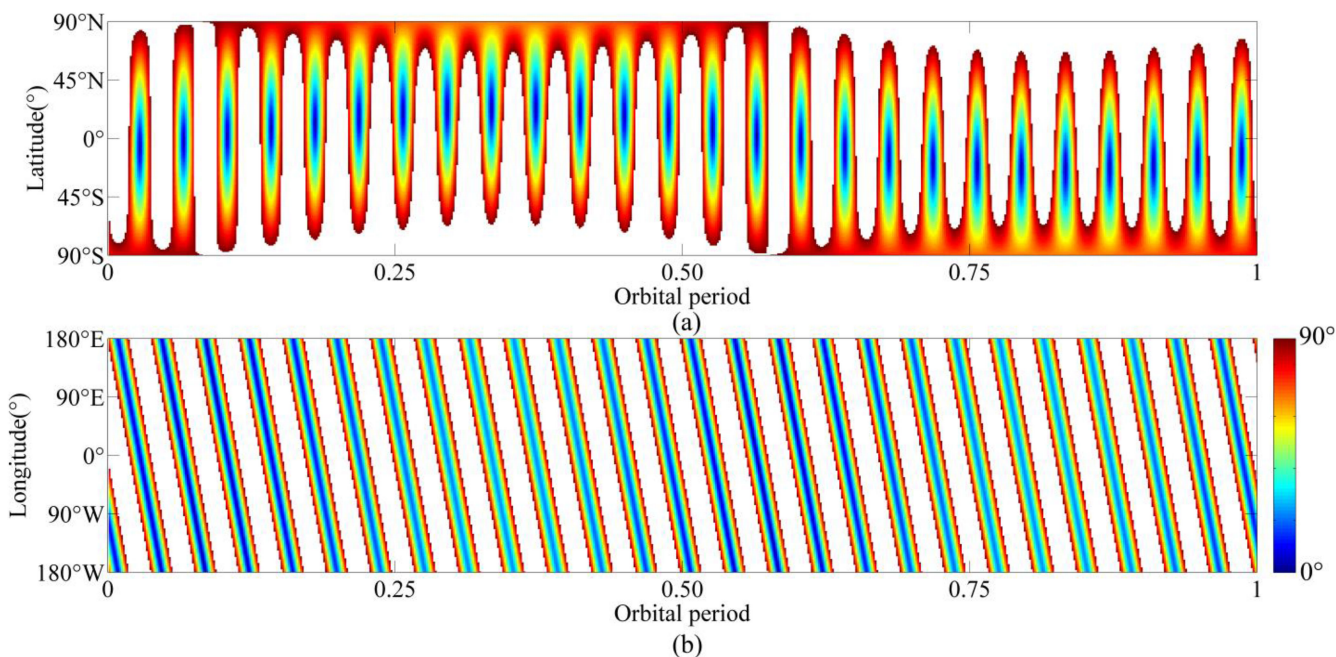 90°N
45°N
0°
45°S
90°S
Latitude(°)
0 0.25 0.50 0.75 1
Orbital period
(a)
180°E
90°E
0°
90°W
180°W
Longitude(°)
0 0.25 0.50 0.75 1
Orbital period
(b)
90°
0°